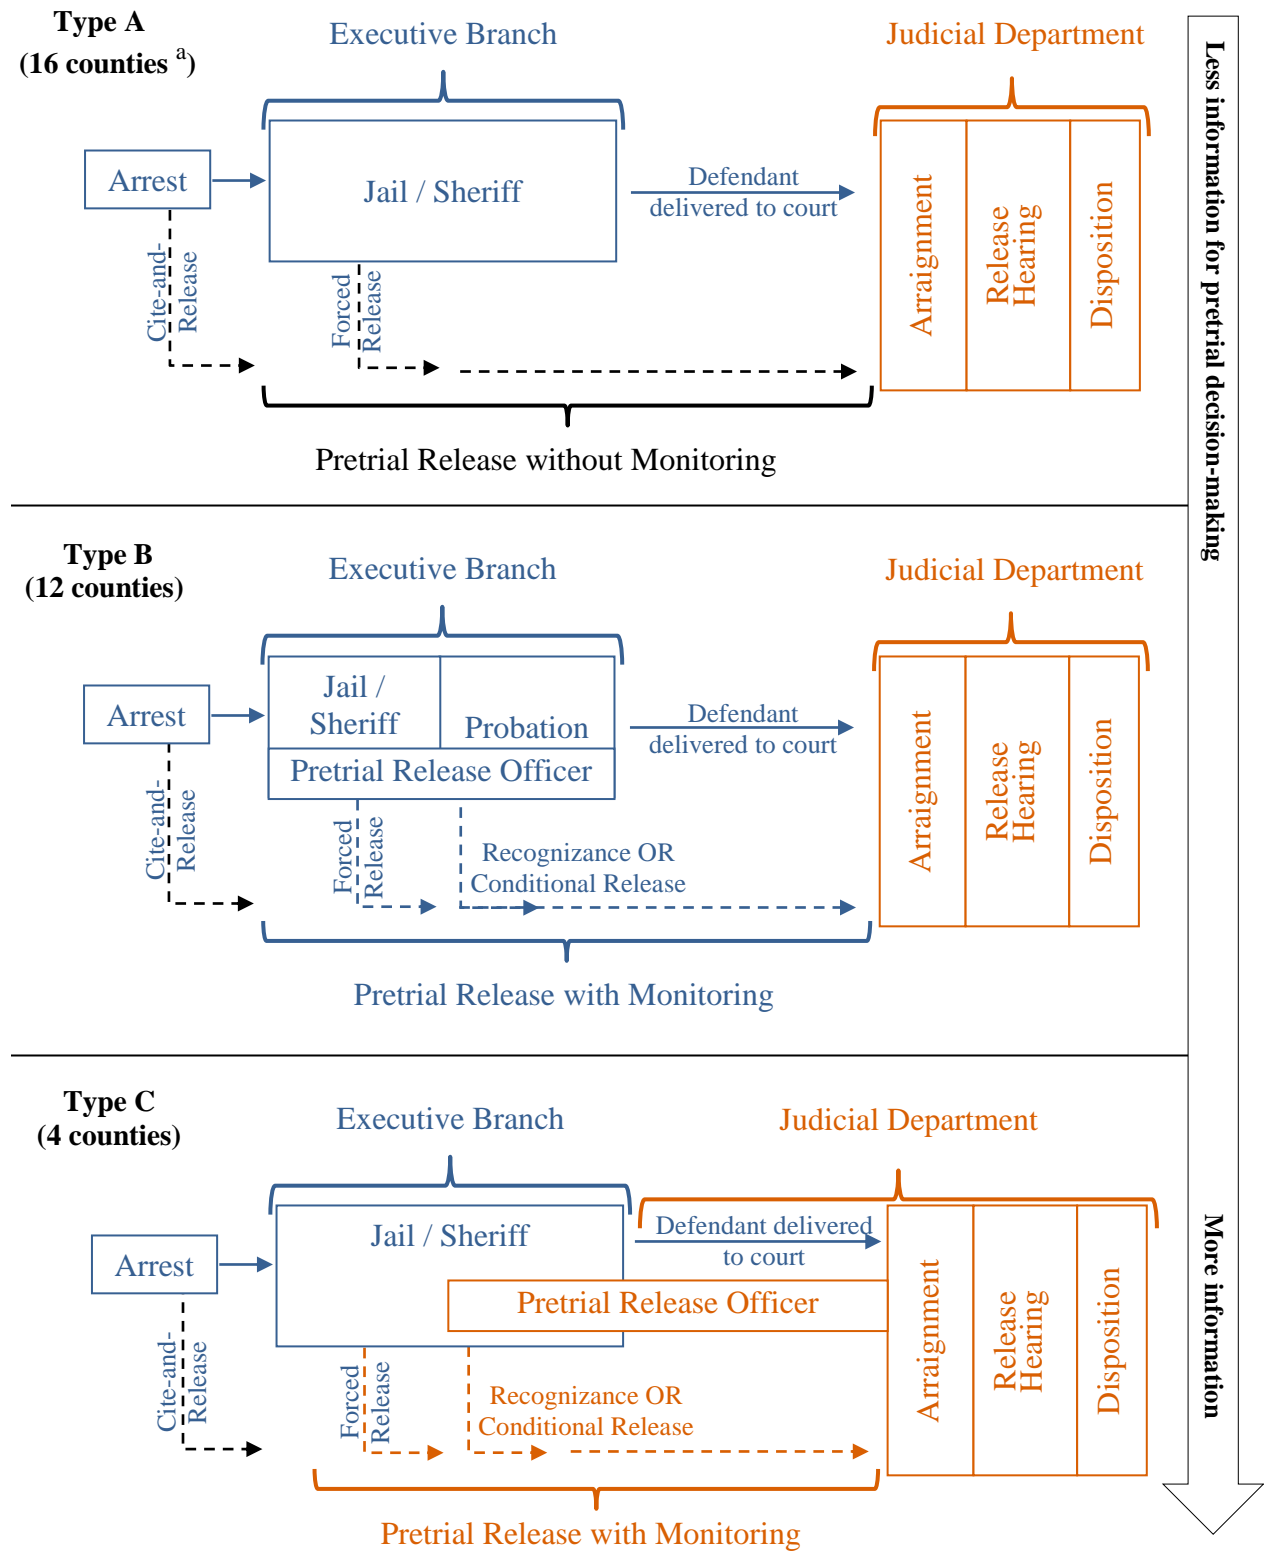 Type A
(16 counties a)
Executive Branch
Judicial Department
Arrest
Jail / Sheriff
Defendant
delivered to court
Arraignment
Release
Hearing
Disposition
Cite-and-
Release
Forced
Release
Pretrial Release without Monitoring
Less information for pretrial decision-making
Type B
(12 counties)
Executive Branch
Judicial Department
Arrest
Jail /
Sheriff
Probation
Pretrial Release Officer
Defendant
delivered to court
Arraignment
Release
Hearing
Disposition
Cite-and-
Release
Forced
Release
Recognizance OR
Conditional Release
Pretrial Release with Monitoring
Type C
(4 counties)
Executive Branch
Judicial Department
Arrest
Jail / Sheriff
Defendant delivered
to court
Pretrial Release Officer
Arraignment
Release
Hearing
Disposition
Cite-and-
Release
Forced
Release
Recognizance OR
Conditional Release
Pretrial Release with Monitoring
More information